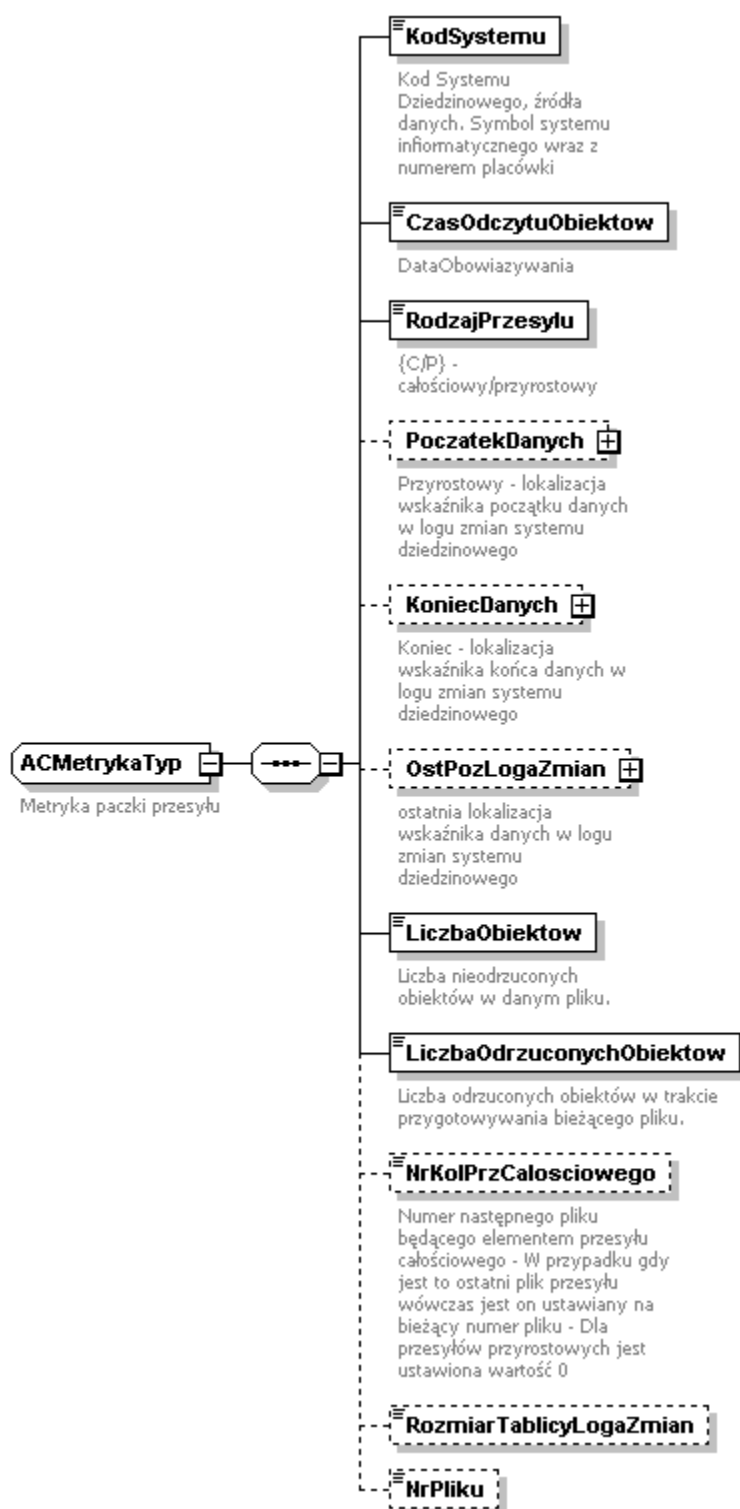 KodSystemu
Kod Systemu
Dziedzinowego, źródła
danych. Symbol systemu
infiormatycznego wraz z
numerem placówki
CzasOdczytuObiektow
DataObowiazywania
RodzajPrzesylu
{C/P} -
całościowy/przyrostowy
PoczatekDanych
Przyrostowy - lokalizacja
wskaźnika początku danych
w logu zmian systemu
dziedzinowego
KoniecDanych
Koniec - lokalizacja
wskaźnika końca danych w
logu zmian systemu
dziedzinowego
ACMetrykaTyp
Metryka paczki przesyłu
OstPozLogaZmian
ostatnia lokalizacja
wskaźnika danych w logu
zmian systemu
dziedzinowego
LiczbaObiektow
Liczba nieodrzuconych
obiektów w danym pliku.
LiczbaOdrzuconychObiektow
Liczba odrzuconych obiektów w trakcie
przygotowywania bieżącego pliku.
NrKolPrzCalosciowego
Numer następnego pliku
będącego elementem przesyłu
całościowego - W przypadku gdy
jest to ostatni plik przesyłu
wówczas jest on ustawiany na
bieżący numer pliku - Dla
przesyłów przyrostowych jest
ustawiona wartość 0
RozmiarTablicyLogaZmian
NrPliku